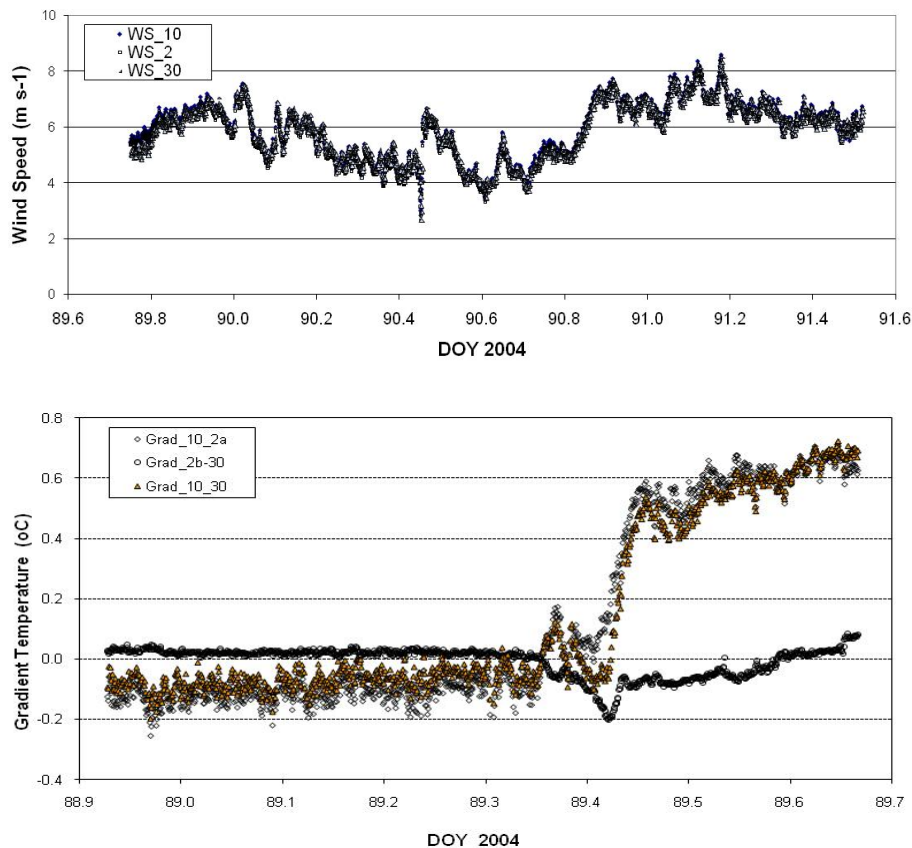 10
8
6
4
2
0
Wind Speed (m s-1)
WS_10
WS_2
WS_30
89.6 89.8 90.0 90.2 90.4 90.6 90.8 91.0 91.2 91.4 91.6
DOY 2004
0.8
0.6
0.4
0.2
0.0
-0.2
-0.4
Gradient Temperature (oC)
Grad_10_2a
Grad_2b-30
Grad_10_30
88.9 89.0 89.1 89.2 89.3 89.4 89.5 89.6 89.7
DOY 2004